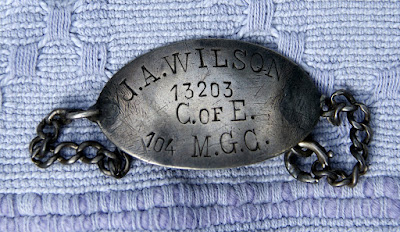 J.A.WILSON
13203
C. OF E.
104 M.G.C.